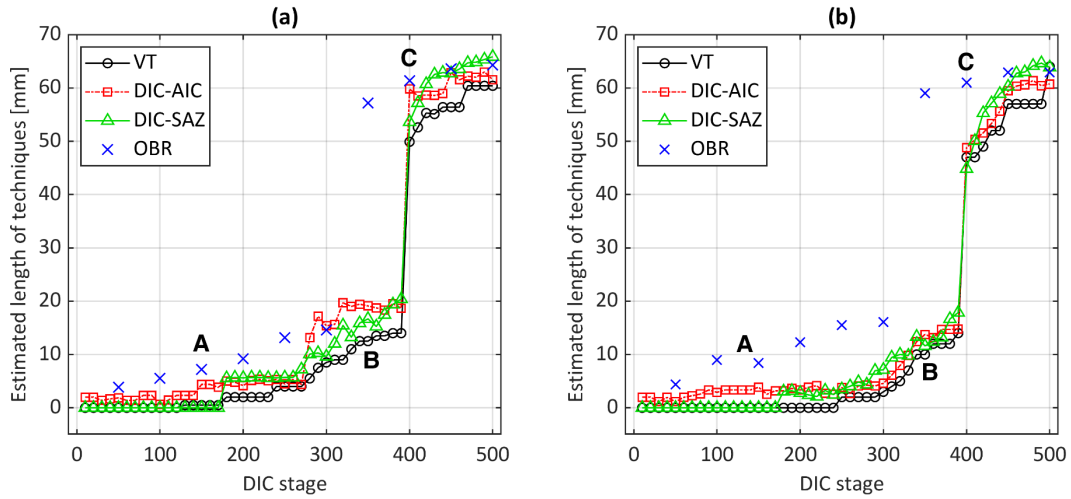 (a)
Estimated length of techniques [mm]
70
60
50
40
30
20
10
0
VT
DIC-AIC
DIC-SAZ
OBR
A
B
C
0 100 200 300 400 500
DIC stage
(b)
Estimated length of techniques [mm]
70
60
50
40
30
20
10
0
VT
DIC-AIC
DIC-SAZ
OBR
A
B
C
0 100 200 300 400 500
DIC stage